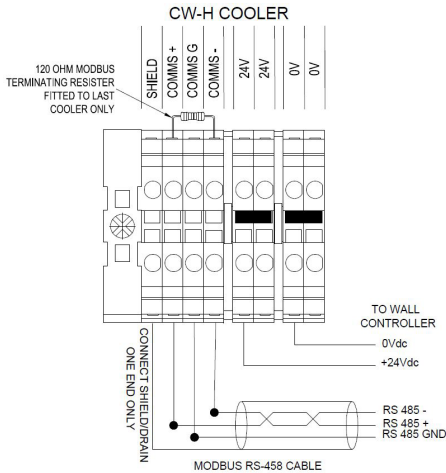 CW-H COOLER
120 OHM MODBUS
TERMINATING RESISTER
FITTED TO LAST
COOLER ONLY
SHIELD
COMMS +
COMMS G
COMMS -
24V
24V
0V
0V
TO WALL
CONTROLLER
0Vdc
+24Vdc
CONNECT SHIELD/DRAIN
ONE END ONLY
RS 485 -
RS 485 +
RS 485 GND
MODBUS RS-458 CABLE